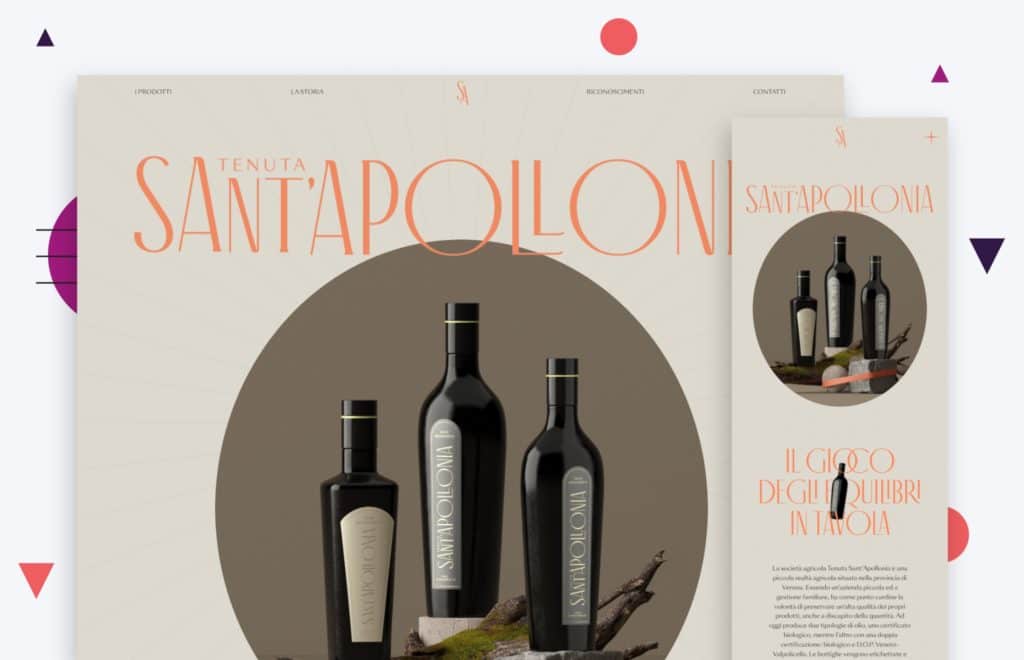 I PRODOTTI
LA STORIA
SA
RICONOSCIMENTI
CONTATTI
TENUTA
SANT'APOLLON
SANT'APOLLONIA
SANT'APOLLONIA
SANT'APOLLONIA
SA
TENUTA
SANT'APOLLONIA
IL GIOCO
DEGLI EQUILIBRI
IN TAVOLA
La società agricola Tenuta Sant'Apollonia è una
piccola realtà agricola situata nella provincia di
Verona. Essendo un'azienda piccola ed a
gestione familiare, ha come punto cardine la
volontà di preservare un'alta qualità dei propri
prodotti, anche a discapito della quantità. Ad
oggi produce due tipologie di olio, uno certificato
biologico, mentre l'altro con una doppia
certificazione: biologico e D.O.P. Veneto-
Valpolicella. Le bottiglie vengono etichettate e